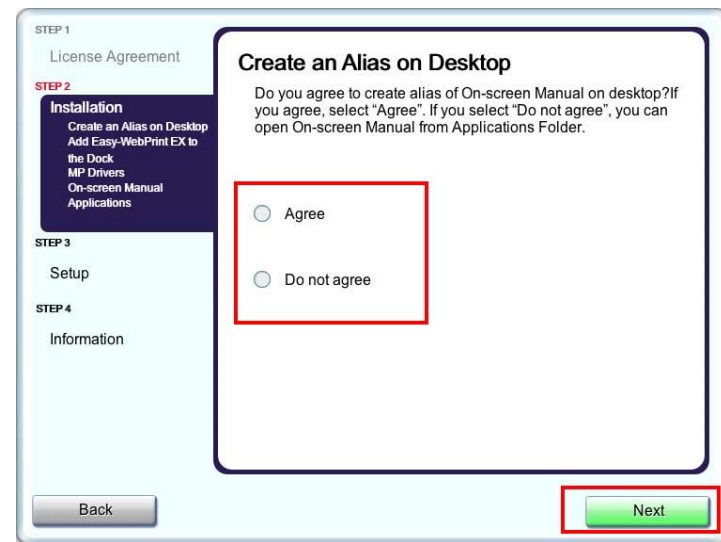 STEP 1
License Agreement
STEP 2
Installation
Create an Alias on Desktop
Add Easy-WebPrint EX to
the Dock
MP Drivers
On-screen Manual
Applications
STEP 3
Setup
STEP 4
Information
Create an Alias on Desktop
Do you agree to create alias of On-screen Manual on desktop?If
you agree, select “Agree”. If you select “Do not agree”, you can
open On-screen Manual from Applications Folder.
Agree
Do not agree
Back
Next